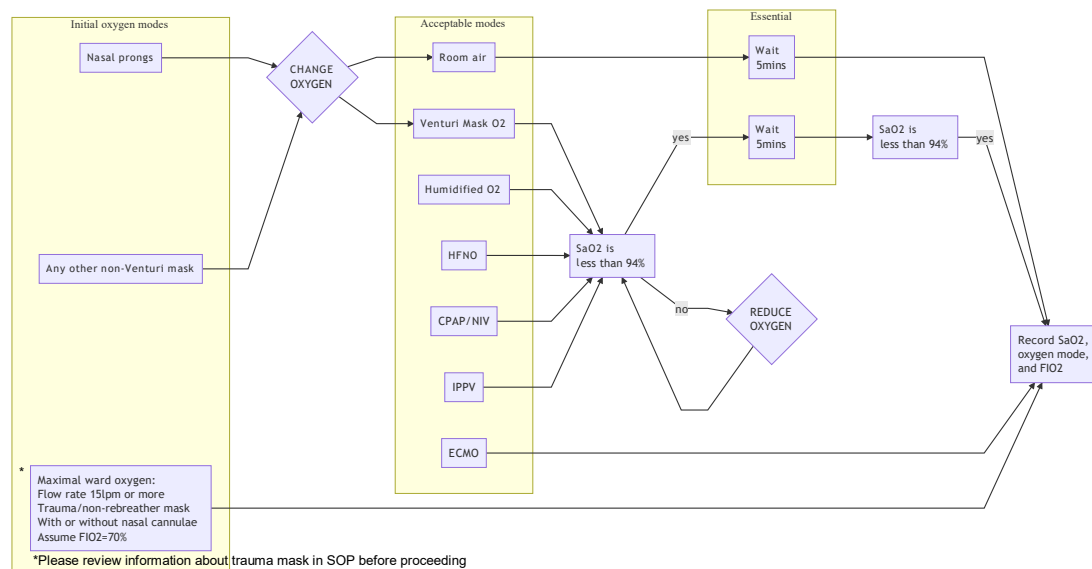 Initial oxygen modes
Nasal prongs
Any other non-Venturi mask
*
Maximal ward oxygen:
Flow rate 15lpm or more
Trauma/non-rebreather mask
With or without nasal cannulae
Assume FIO2=70%
CHANGE
OXYGEN
Acceptable modes
Room air
Venturi Mask O2
Humidified O2
HFNO
CPAP/NIV
IPPV
ECMO
SaO2 is
less than 94%
yes
no
REDUCE
OXYGEN
Essential
Wait
5mins
Wait
5mins
SaO2 is
less than 94%
yes
Record SaO2,
oxygen mode,
and FIO2
*Please review information about trauma mask in SOP before proceeding